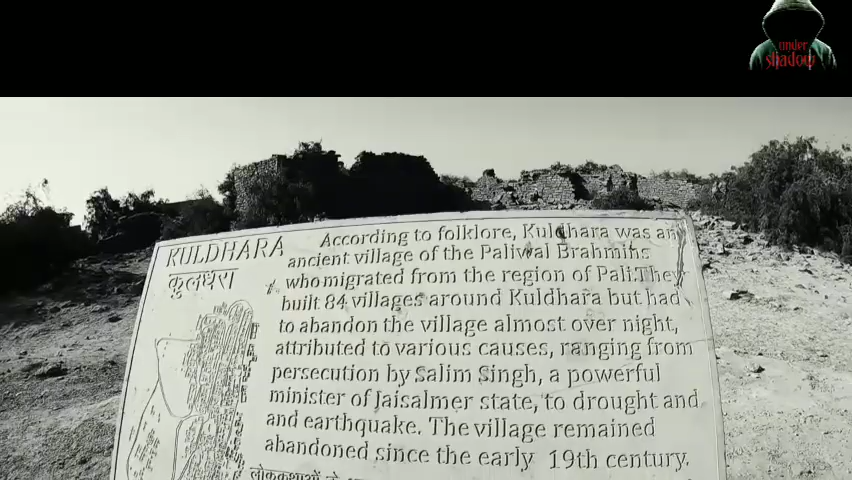 under
shadow
KULDHARA
कुलधरा
According to folklore, Kuldhara was an
ancient village of the Paliwal Brahmins
who migrated from the region of Pali.They
built 84 villages around Kuldhara but had
to abandon the village almost over night,
attributed to various causes, ranging from
persecution by Salim Singh, a powerful
minister of Jaisalmer state, to drought and
and earthquake. The village remained
abandoned since the early 19th century.
लोककथाओं के